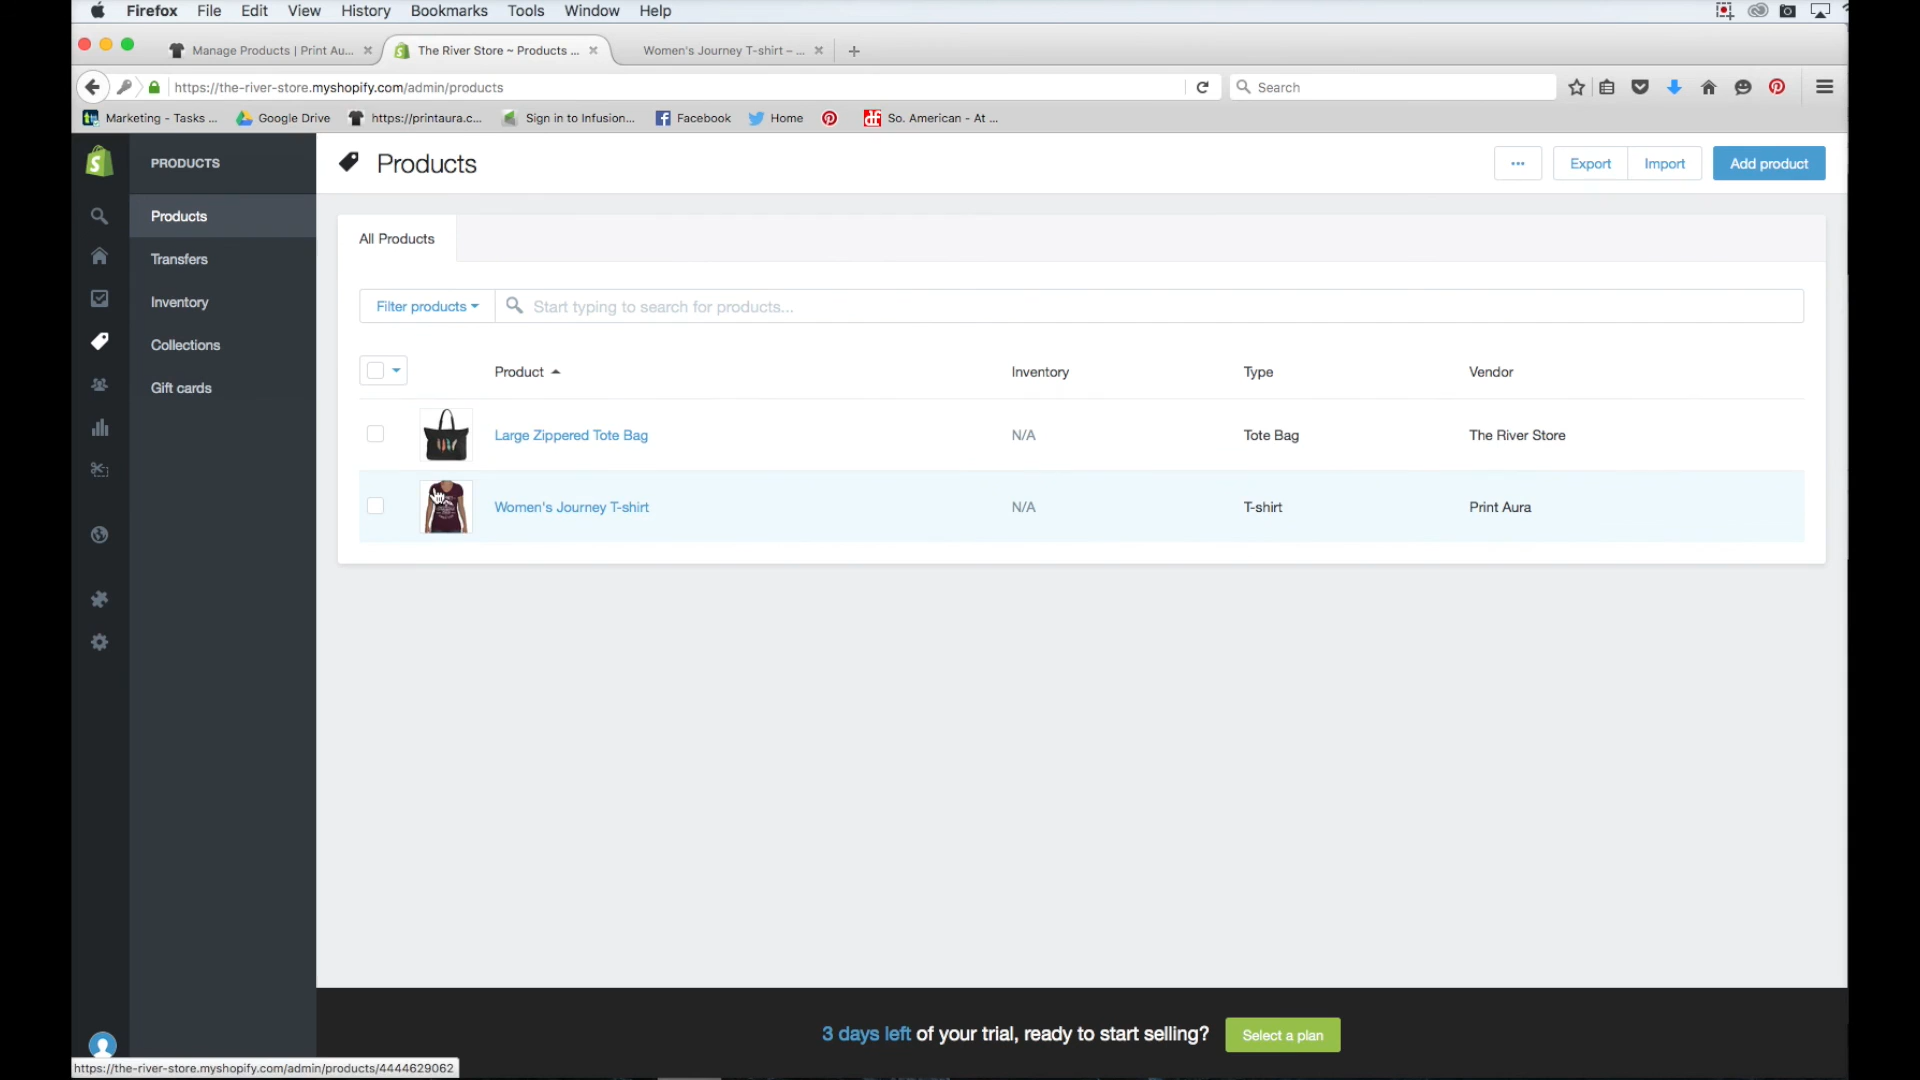 Firefox File Edit View History Bookmarks Tools Window Help
Manage Products | Print Au... The River Store ~ Products ... Women's Journey T-shirt – ...
https://the-river-store.myshopify.com/admin/products Search
Marketing - Tasks ... Google Drive https://printaura.c... Sign in to Infusion... Facebook Home So. American - At ...
PRODUCTS
Products
Transfers
Inventory
Collections
Gift cards
Products
... Export Import Add product
All Products
Filter products Start typing to search for products...
Product Inventory Type Vendor
Large Zippered Tote Bag N/A Tote Bag The River Store
Women's Journey T-shirt N/A T-shirt Print Aura
3 days left of your trial, ready to start selling? Select a plan
https://the-river-store.myshopify.com/admin/products/4444629062